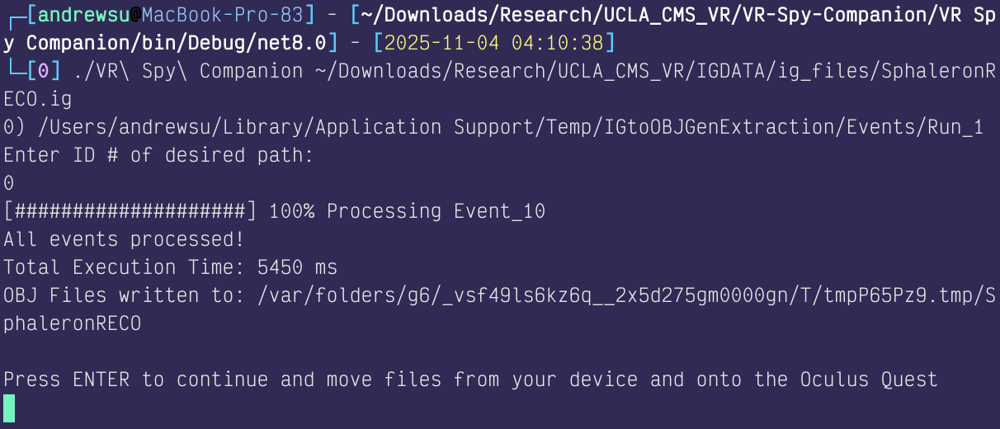 ┌─[andrewsu@MacBook-Pro-83] - [~/Downloads/Research/UCLA_CMS_VR/VR-Spy-Companion/VR Sp
y Companion/bin/Debug/net8.0] - [2025-11-04 04:10:38]
└─[0] ./VR\ Spy\ Companion ~/Downloads/Research/UCLA_CMS_VR/IGDATA/ig_files/SphaleronR
ECO.ig
0) /Users/andrewsu/Library/Application Support/Temp/IGtoOBJGenExtraction/Events/Run_1
Enter ID # of desired path:
0
[####################] 100% Processing Event_10
All events processed!
Total Execution Time: 5450 ms
OBJ Files written to: /var/folders/g6/_vsf49ls6kz6q__2x5d275gm0000gn/T/tmpP65Pz9.tmp/S
phaleronRECO
Press ENTER to continue and move files from your device and onto the Oculus Quest